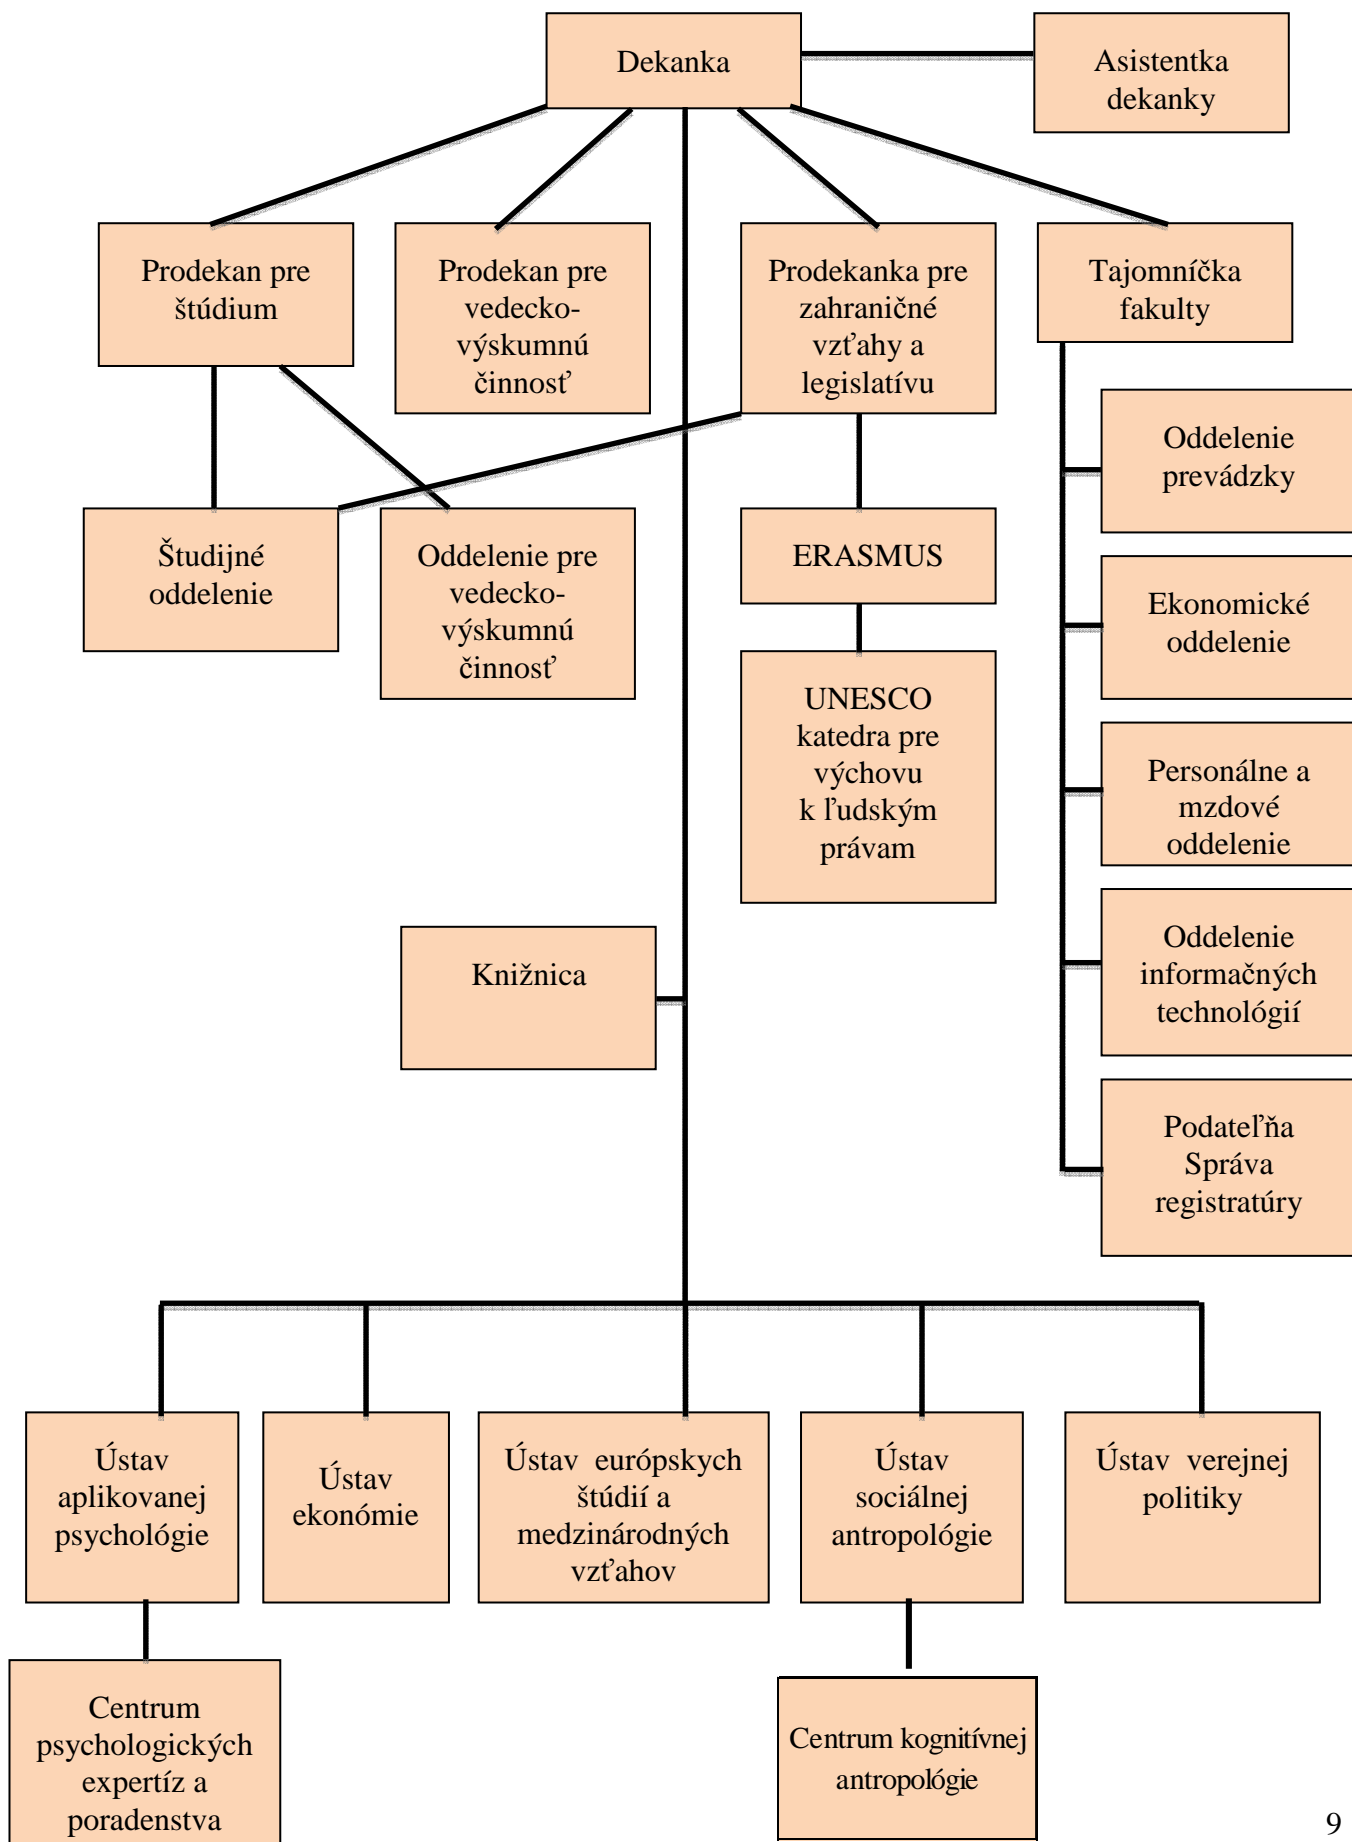 Dekanka
Asistentka
dekanky
Prodekan pre
štúdium
Prodekan pre
vedecko-
výskumnú
činnosť
Prodekanka pre
zahraničné
vzťahy a
legislatívu
Tajomníčka
fakulty
Študijné
oddelenie
Oddelenie pre
vedecko-
výskumnú
činnosť
ERASMUS
UNESCO
katedra pre
výchovu
k ľudským
právam
Oddelenie
prevádzky
Ekonomické
oddelenie
Personálne a
mzdové
oddelenie
Oddelenie
informačných
technológií
Podateľňa
Správa
registratúry
Knižnica
Ústav
aplikovanej
psychológie
Ústav
ekonómie
Ústav európskych
štúdií a
medzinárodných
vzťahov
Ústav
sociálnej
antropológie
Ústav verejnej
politiky
Centrum
psychologických
expertíz a
poradenstva
Centrum kognitívnej
antropológie
9